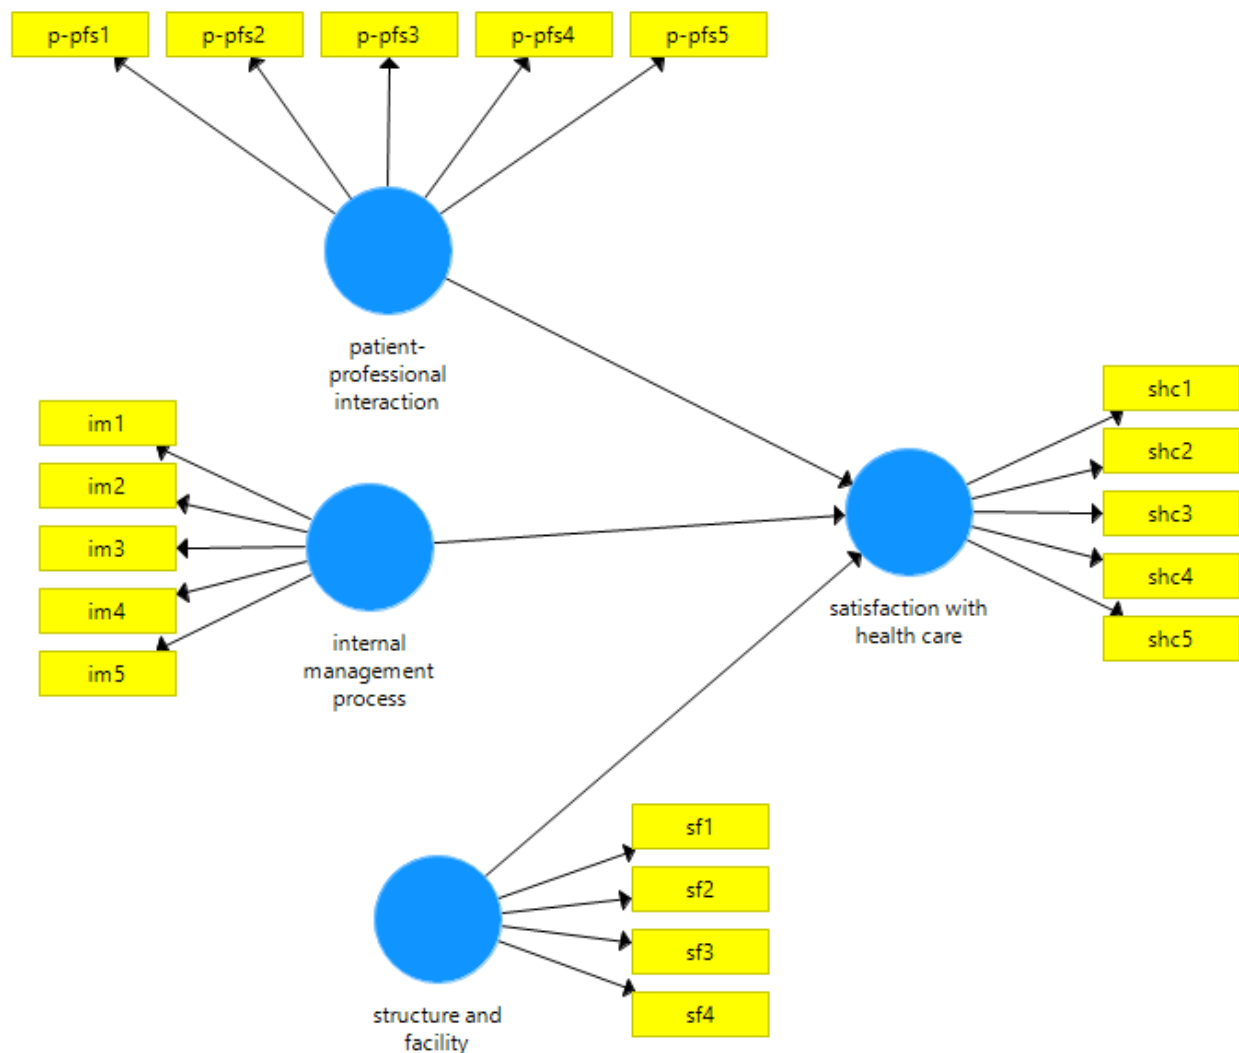 p-pfs1
p-pfs2
p-pfs3
p-pfs4
p-pfs5
patient-
professional
interaction
im1
im2
im3
im4
im5
internal
management
process
shc1
shc2
shc3
shc4
shc5
satisfaction with
health care
sf1
sf2
sf3
sf4
structure and
facility